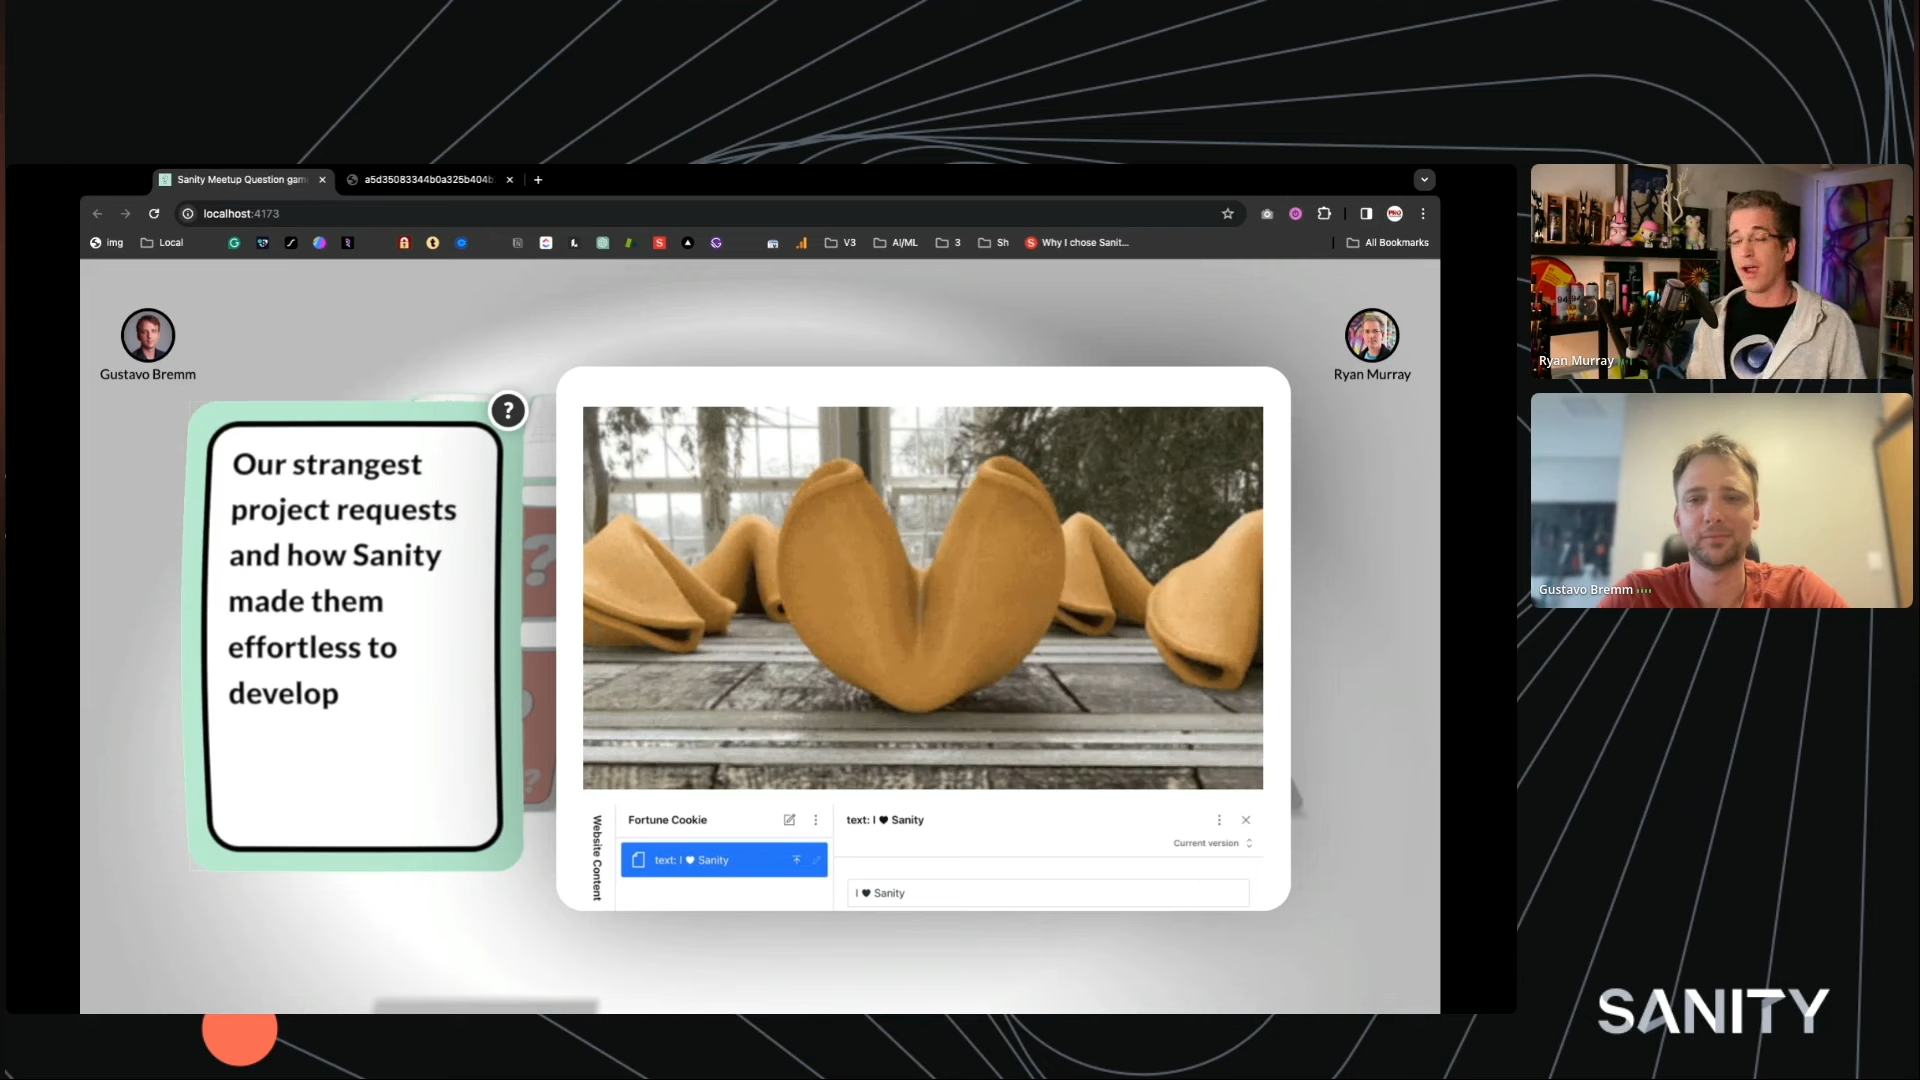 Sanity Meetup Question gam
a5d35083344b0a325b404b
localhost:4173
img
Local
V3
AI/ML
3
Sh
Why I chose Sanit...
All Bookmarks
Gustavo Bremm
Ryan Murray
?
Our strangest
project requests
and how Sanity
made them
effortless to
develop
Website Content
Fortune Cookie
text: I ♥ Sanity
text: I ♥ Sanity
Current version
I ♥ Sanity
Ryan Murray
Gustavo Bremm
SANITY